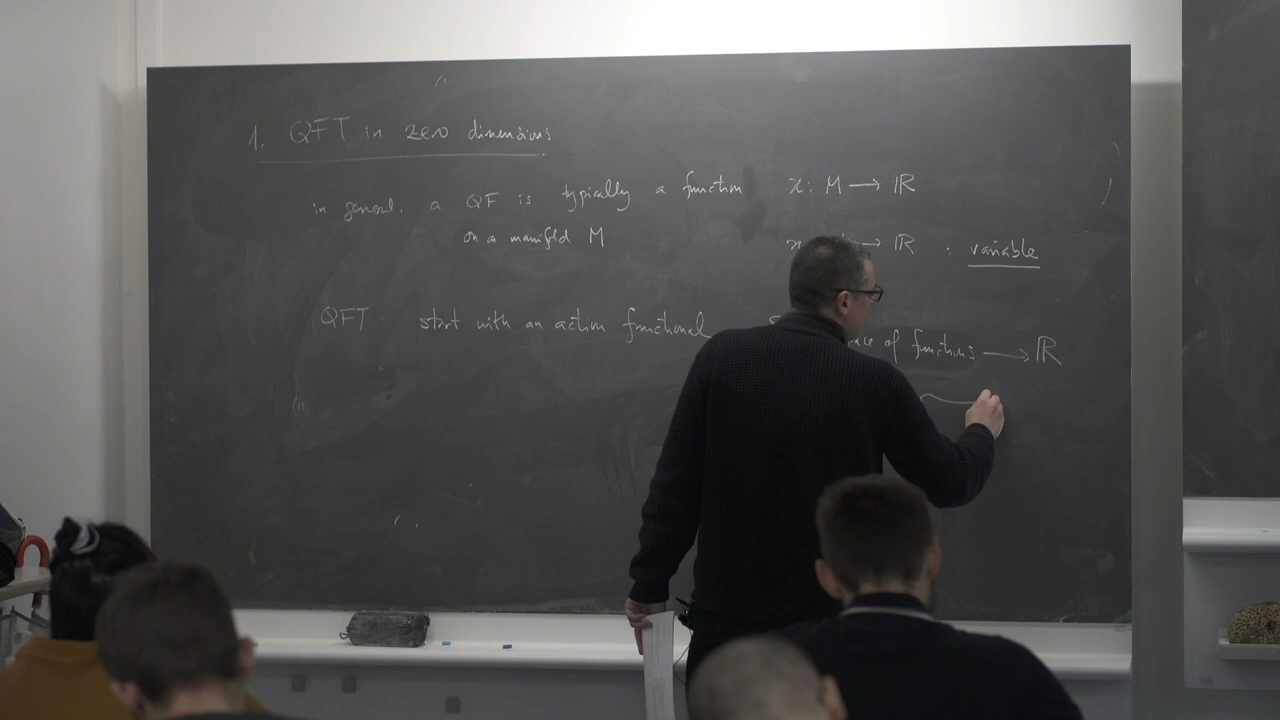 1. QFT in zero dimensions
in general, a QF is typically a function x: M → ℝ
on a manifold M
→ ℝ : variable
QFT: start with an action functional
of functions → ℝ